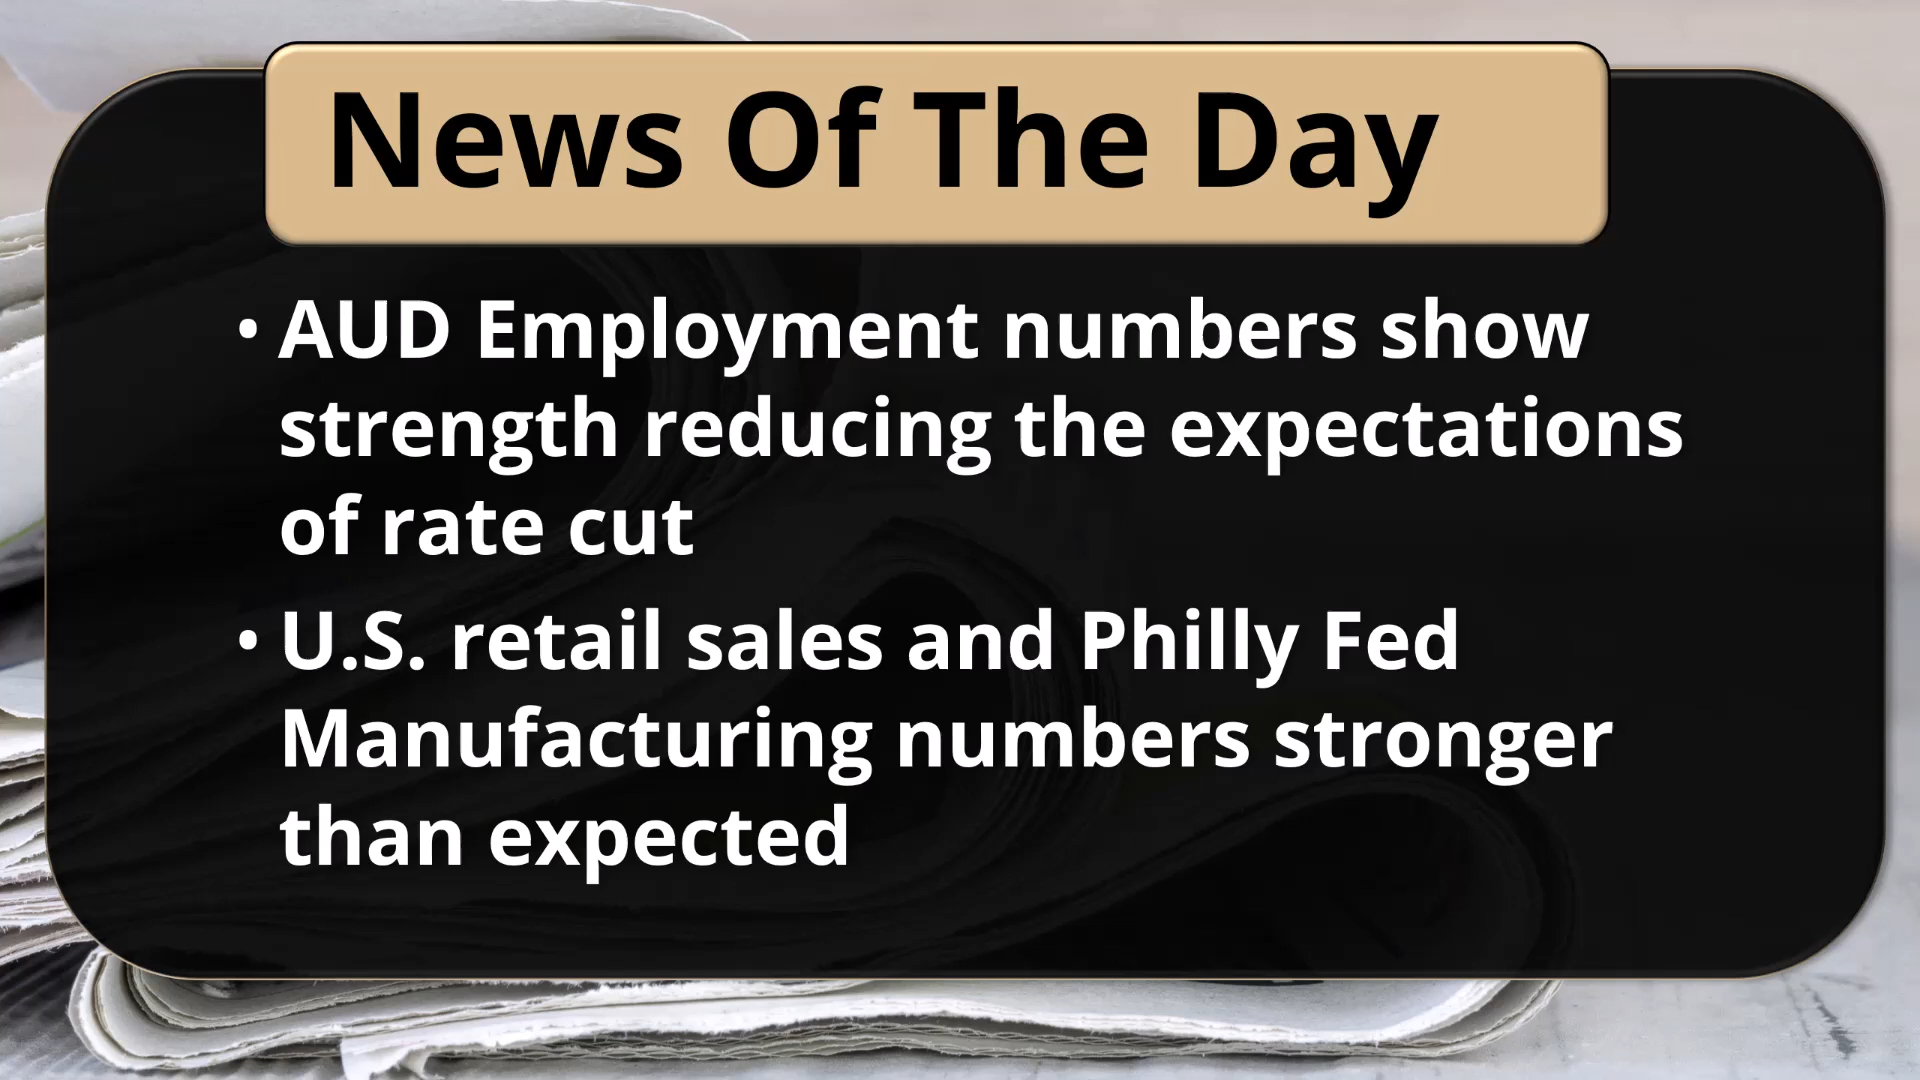 News Of The Day
• AUD Employment numbers show
strength reducing the expectations
of rate cut
• U.S. retail sales and Philly Fed
Manufacturing numbers stronger
than expected